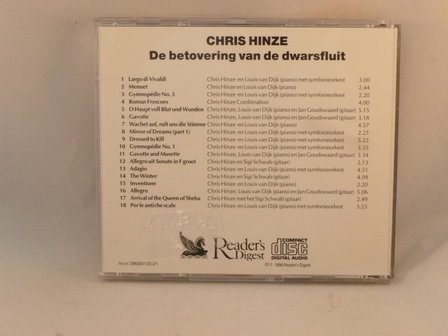 CHRIS HINZE
De betovering van de dwarsfluit
1 Largo di Vivaldi Chris Hinze en Louis van Dijk (piano) met symfonieorkest 3.00
2 Menuet Chris Hinze en Louis van Dijk (piano) 2.44
3 Gymnopédie No. 3 Chris Hinze en Louis van Dijk (piano) met symfonieorkest 2.20
4 Roman Frescoes Chris Hinze Combination 4.00
5 O Haupt voll Blut und Wunden Chris Hinze, Louis van Dijk (piano) en Jan Goudswaard (gitaar) 5.15
6 Gavotte Chris Hinze, Louis van Dijk (piano) en Jan Goudswaard (gitaar) 3.18
7 Wachet auf, ruft uns die Stimme Chris Hinze en Louis van Dijk (piano) 4.57
8 Mirror of Dreams (part 1) Chris Hinze en Louis van Dijk (piano) met symfonieorkest 2.25
9 Dressed to Kill Chris Hinze en Louis van Dijk (piano) met symfonieorkest 5.22
10 Gymnopédie No. 1 Chris Hinze en Louis van Dijk (piano) met symfonieorkest 3.35
11 Gavotte and Musette Chris Hinze, Louis van Dijk (piano) en Jan Goudswaard (gitaar) 3.34
12 Allegro uit Sonate in F groot Chris Hinze en Sigi Schwab (gitaar) 2.13
13 Adagio Chris Hinze en Louis van Dijk (piano) met symfonieorkest 4.51
14 The Winter Chris Hinze en Sigi Schwab (gitaar) 4.09
15 Inventione Chris Hinze en Louis van Dijk (piano) 2.20
16 Allegro Chris Hinze, Louis van Dijk (piano) en Jan Goudswaard (gitaar) 5.06
17 Arrival of the Queen of Sheba Chris Hinze met het Sigi Schwab (gitaar) 2.49
18 Per le antiche scale Chris Hinze en Louis van Dijk (piano) met symfonieorkest 3.23
Reader's Digest
COMPACT disc DIGITAL AUDIO
Reader's Digest